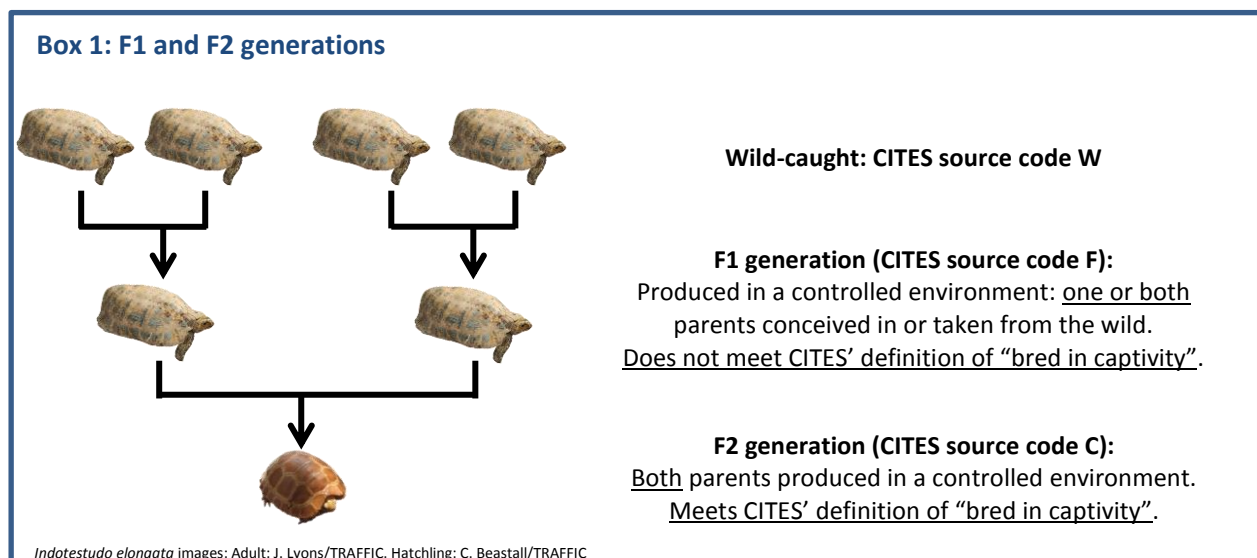 Box 1: F1 and F2 generations
Wild-caught: CITES source code W
F1 generation (CITES source code F):
Produced in a controlled environment: one or both
parents conceived in or taken from the wild.
Does not meet CITES’ definition of “bred in captivity”.
F2 generation (CITES source code C):
Both parents produced in a controlled environment.
Meets CITES’ definition of “bred in captivity”.
Indotestudo elongata images: Adult: J. Lyons/TRAFFIC, Hatchling: C. Beastall/TRAFFIC